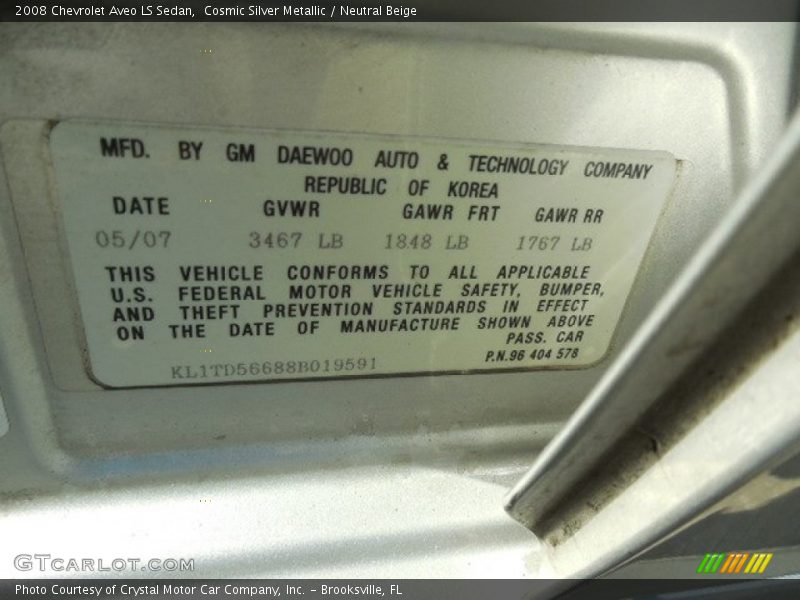 2008 Chevrolet Aveo LS Sedan,  Cosmic Silver Metallic / Neutral Beige
MFD. BY GM DAEWOO AUTO & TECHNOLOGY COMPANY
REPUBLIC OF KOREA
DATE GVWR GAWR FRT GAWR RR
05/07 3467 LB 1848 LB 1767 LB
THIS VEHICLE CONFORMS TO ALL APPLICABLE
U.S. FEDERAL MOTOR VEHICLE SAFETY, BUMPER,
AND THEFT PREVENTION STANDARDS IN EFFECT
ON THE DATE OF MANUFACTURE SHOWN ABOVE
PASS. CAR
KL1TD56688B019591 P.N.96 404 578
GTCARLOT.COM
Photo Courtesy of Crystal Motor Car Company, Inc. – Brooksville, FL